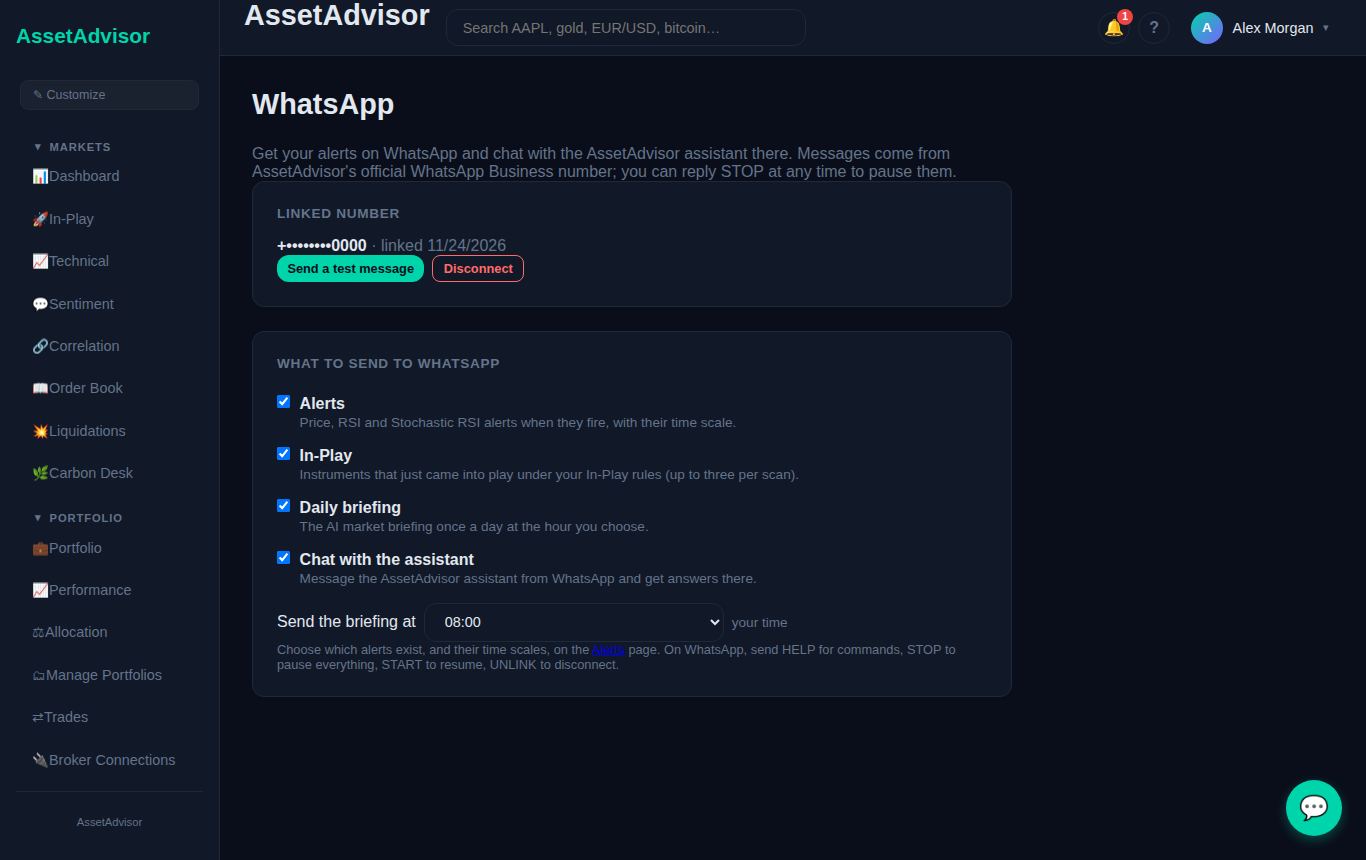 AssetAdvisor
✎ Customize
▼ MARKETS
📊Dashboard
🚀In-Play
📈Technical
💬Sentiment
🔗Correlation
📖Order Book
💥Liquidations
🌿Carbon Desk
▼ PORTFOLIO
💼Portfolio
📈Performance
⚖Allocation
🗂Manage Portfolios
⇄Trades
🔌Broker Connections
AssetAdvisor
AssetAdvisor
Search AAPL, gold, EUR/USD, bitcoin…
🔔 1
?
A Alex Morgan ▾
WhatsApp
Get your alerts on WhatsApp and chat with the AssetAdvisor assistant there. Messages come from
AssetAdvisor's official WhatsApp Business number; you can reply STOP at any time to pause them.
LINKED NUMBER
+••••••••0000 · linked 11/24/2026
Send a test message Disconnect
WHAT TO SEND TO WHATSAPP
Alerts
Price, RSI and Stochastic RSI alerts when they fire, with their time scale.
In-Play
Instruments that just came into play under your In-Play rules (up to three per scan).
Daily briefing
The AI market briefing once a day at the hour you choose.
Chat with the assistant
Message the AssetAdvisor assistant from WhatsApp and get answers there.
Send the briefing at 08:00 your time
Choose which alerts exist, and their time scales, on the Alerts page. On WhatsApp, send HELP for commands, STOP to
pause everything, START to resume, UNLINK to disconnect.